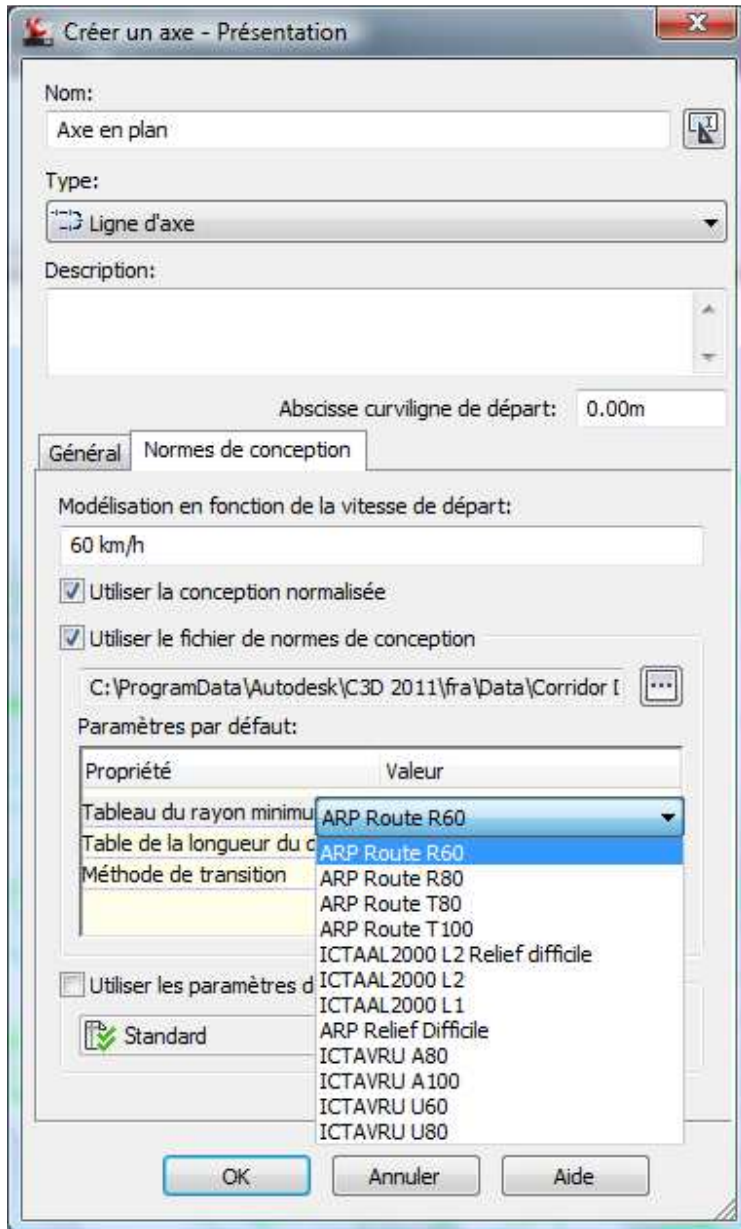 Créer un axe - Présentation
Nom:
Axe en plan
Type:
Ligne d'axe
Description:
Abscisse curviligne de départ: 0.00m
Général Normes de conception
Modélisation en fonction de la vitesse de départ:
60 km/h
Utiliser la conception normalisée
Utiliser le fichier de normes de conception
C:\ProgramData\Autodesk\C3D 2011\fra\Data\Corridor
Paramètres par défaut:
Propriété Valeur
Tableau du rayon minimu ARP Route R60
Table de la longueur du
Méthode de transition
ARP Route R60
ARP Route R80
ARP Route T80
ARP Route T100
ICTAAL2000 L2 Relief difficile
ICTAAL2000 L2
ICTAAL2000 L1
ARP Relief Difficile
ICTAVRU A80
ICTAVRU A100
ICTAVRU U60
ICTAVRU U80
Utiliser les paramètres d
Standard
OK Annuler Aide